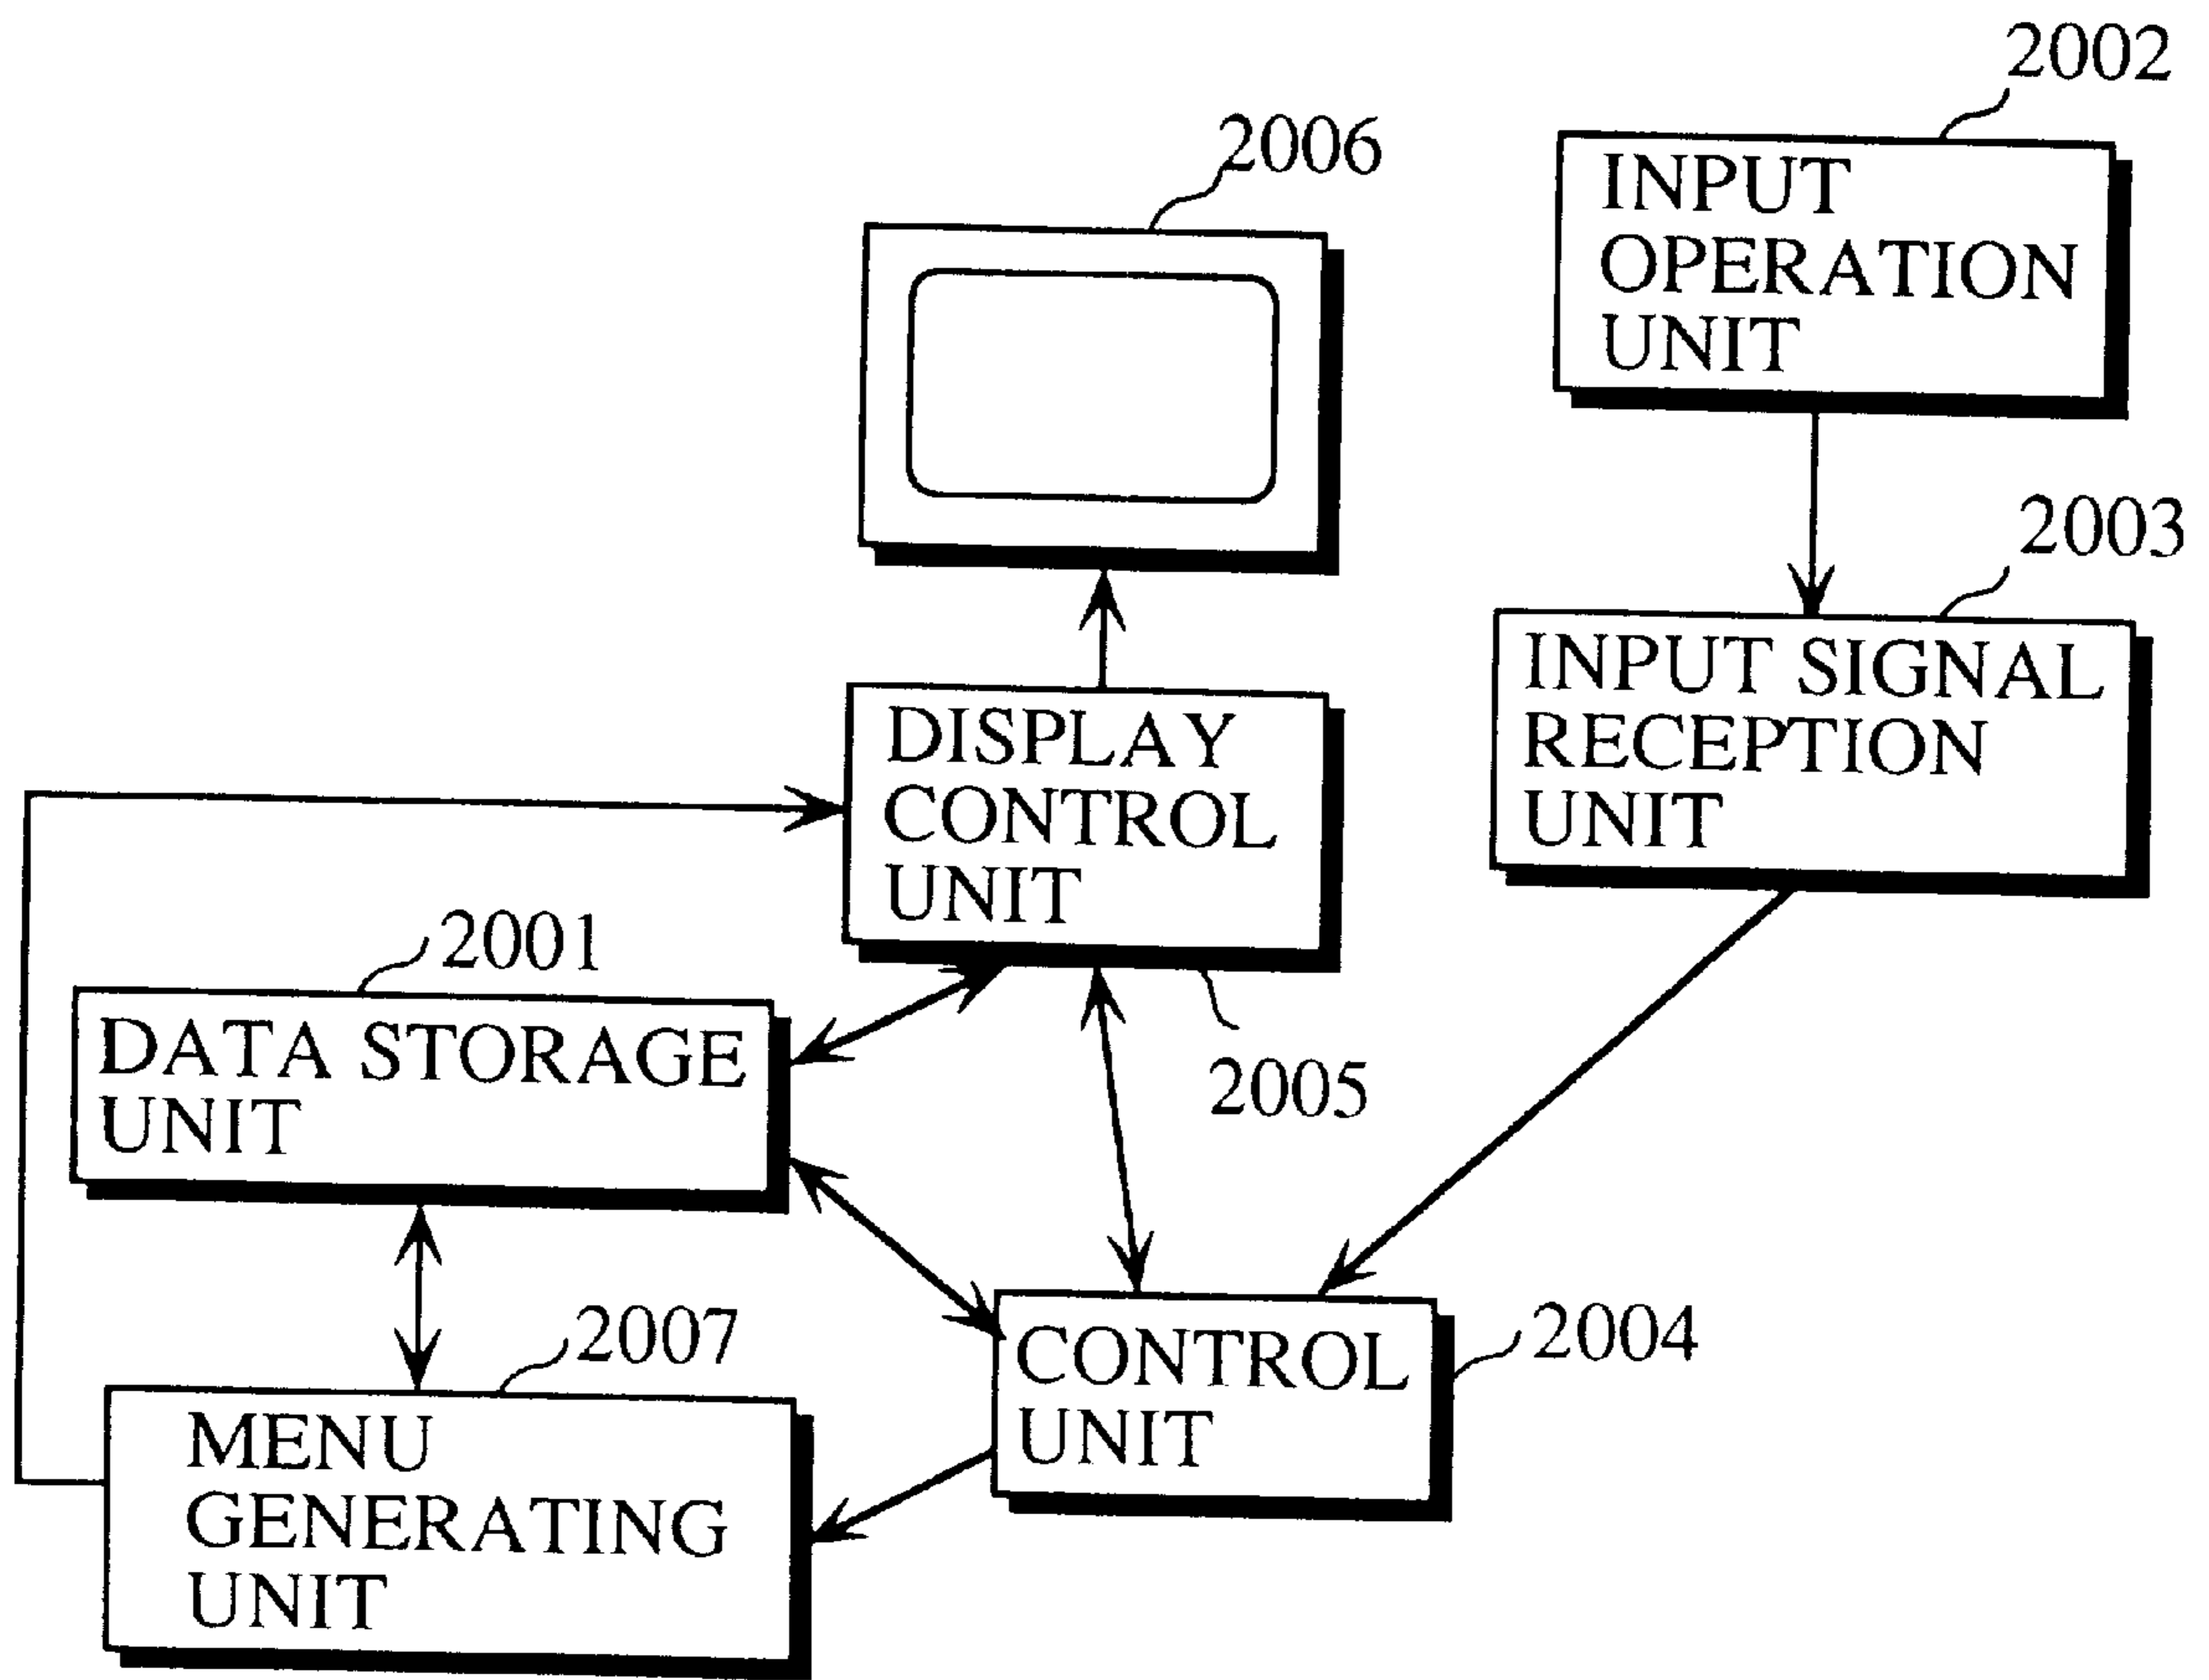 2002
2006
INPUT
OPERATION
UNIT
2003
INPUT SIGNAL
RECEPTION
UNIT
DISPLAY
CONTROL
UNIT
2001
DATA STORAGE
UNIT
2005
2007
2004
CONTROL
UNIT
MENU
GENERATING
UNIT